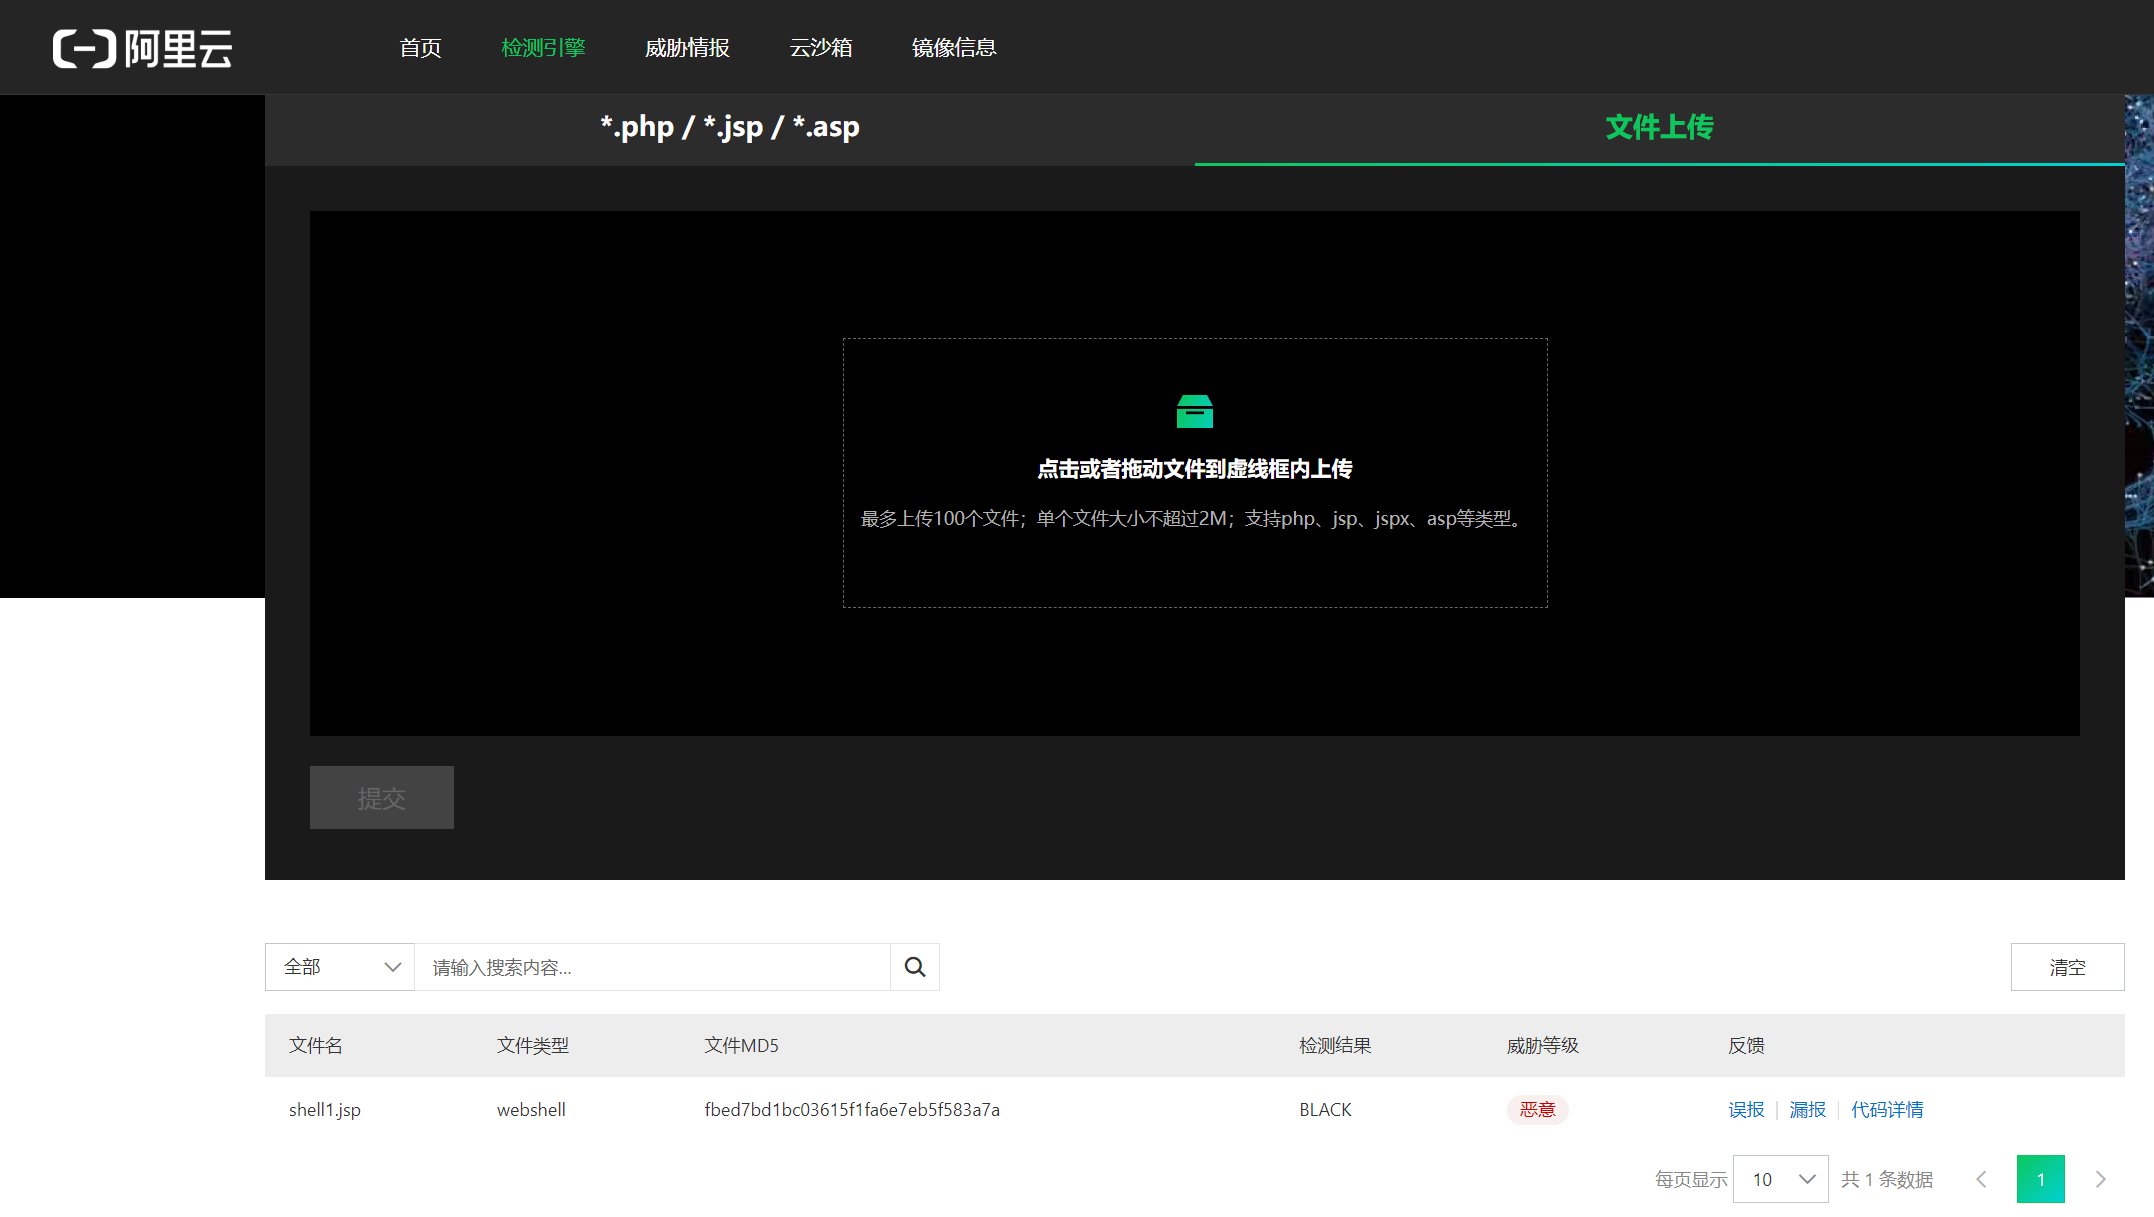 阿里云 首页 检测引擎 威胁情报 云沙箱 镜像信息
*.php / *.jsp / *.asp 文件上传
点击或者拖动文件到虚线框内上传
最多上传100个文件；单个文件大小不超过2M；支持php、jsp、jspx、asp等类型。
提交
全部 请输入搜索内容... 清空
文件名 文件类型 文件MD5 检测结果 威胁等级 反馈
shell1.jsp webshell fbed7bd1bc03615f1fa6e7eb5f583a7a BLACK 恶意 误报 漏报 代码详情
每页显示 10 共 1 条数据 1